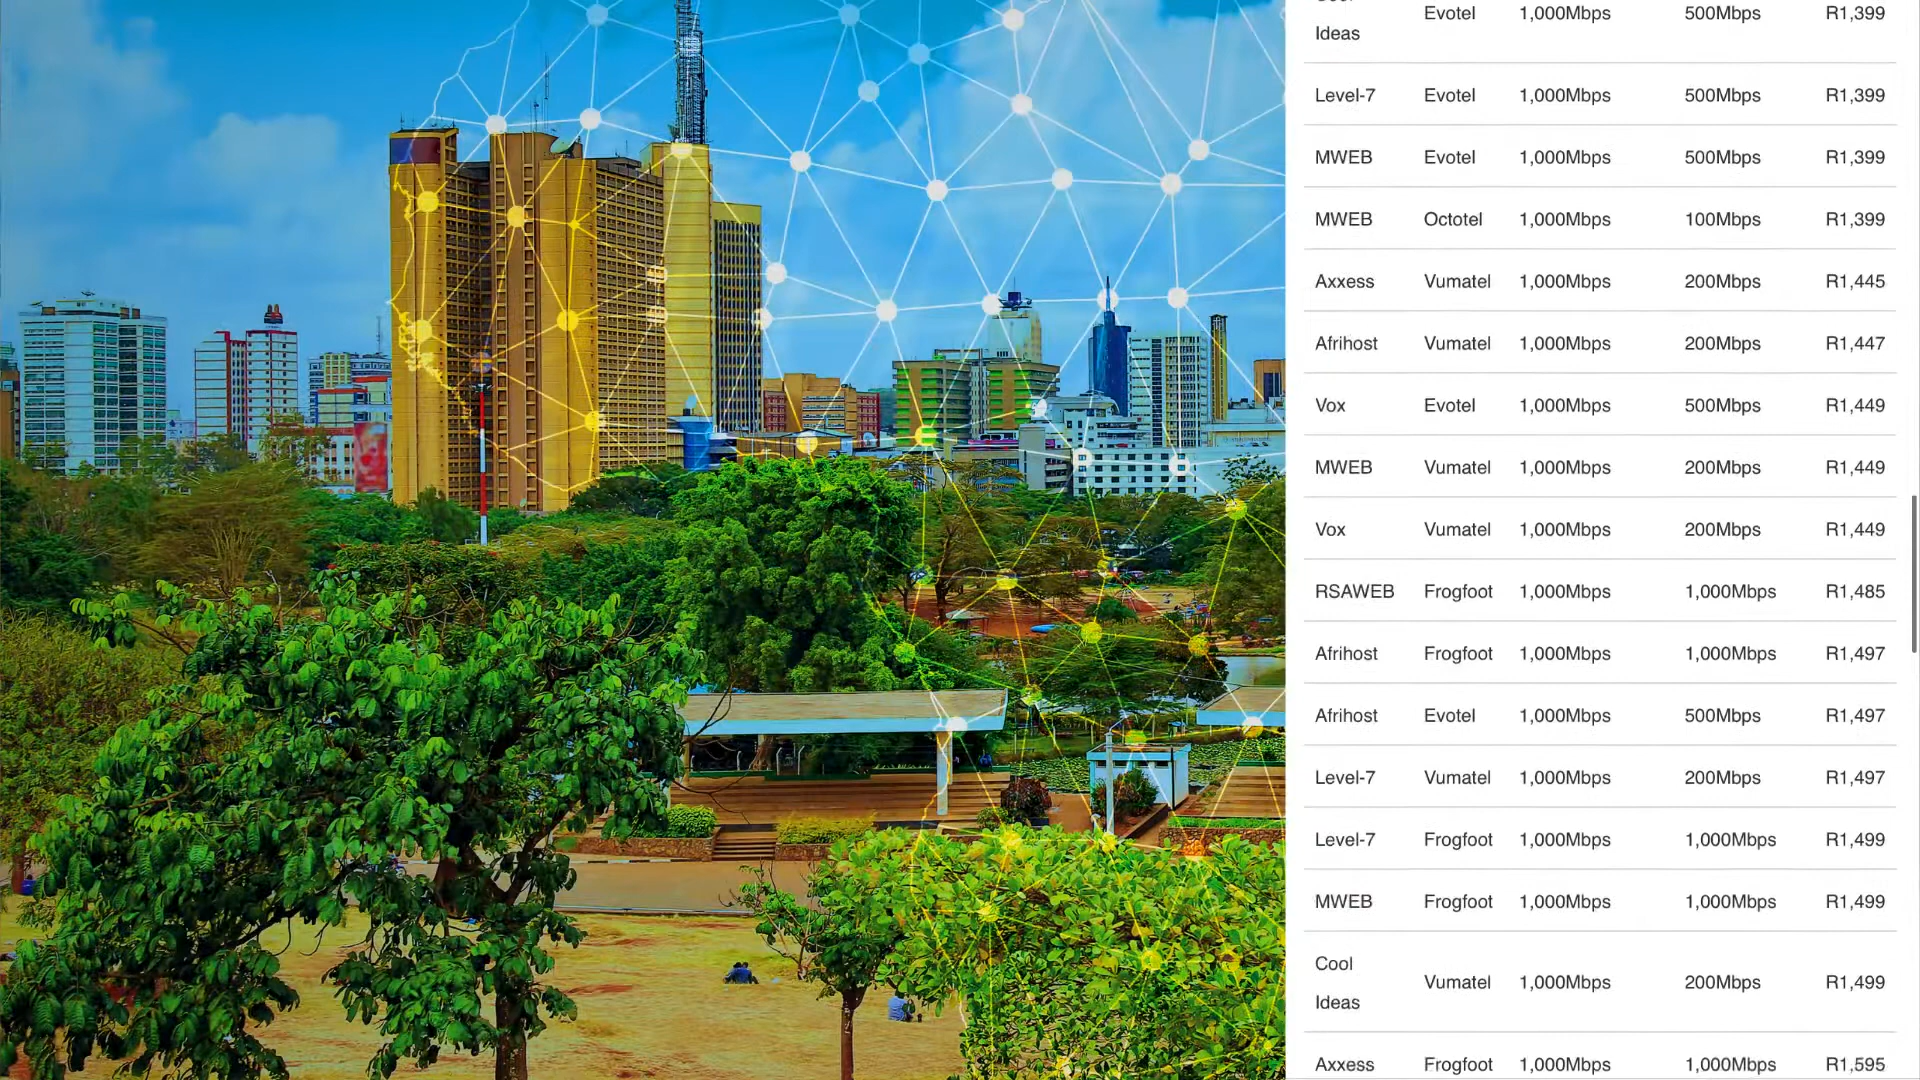 Evotel 1,000Mbps 500Mbps R1,399
Ideas
Level-7 Evotel 1,000Mbps 500Mbps R1,399
MWEB Evotel 1,000Mbps 500Mbps R1,399
MWEB Octotel 1,000Mbps 100Mbps R1,399
Axxess Vumatel 1,000Mbps 200Mbps R1,445
Afrihost Vumatel 1,000Mbps 200Mbps R1,447
Vox Evotel 1,000Mbps 500Mbps R1,449
MWEB Vumatel 1,000Mbps 200Mbps R1,449
Vox Vumatel 1,000Mbps 200Mbps R1,449
RSAWEB Frogfoot 1,000Mbps 1,000Mbps R1,485
Afrihost Frogfoot 1,000Mbps 1,000Mbps R1,497
Afrihost Evotel 1,000Mbps 500Mbps R1,497
Level-7 Vumatel 1,000Mbps 200Mbps R1,497
Level-7 Frogfoot 1,000Mbps 1,000Mbps R1,499
MWEB Frogfoot 1,000Mbps 1,000Mbps R1,499
Cool
Vumatel 1,000Mbps 200Mbps R1,499
Ideas
Axxess Frogfoot 1,000Mbps 1,000Mbps R1,595